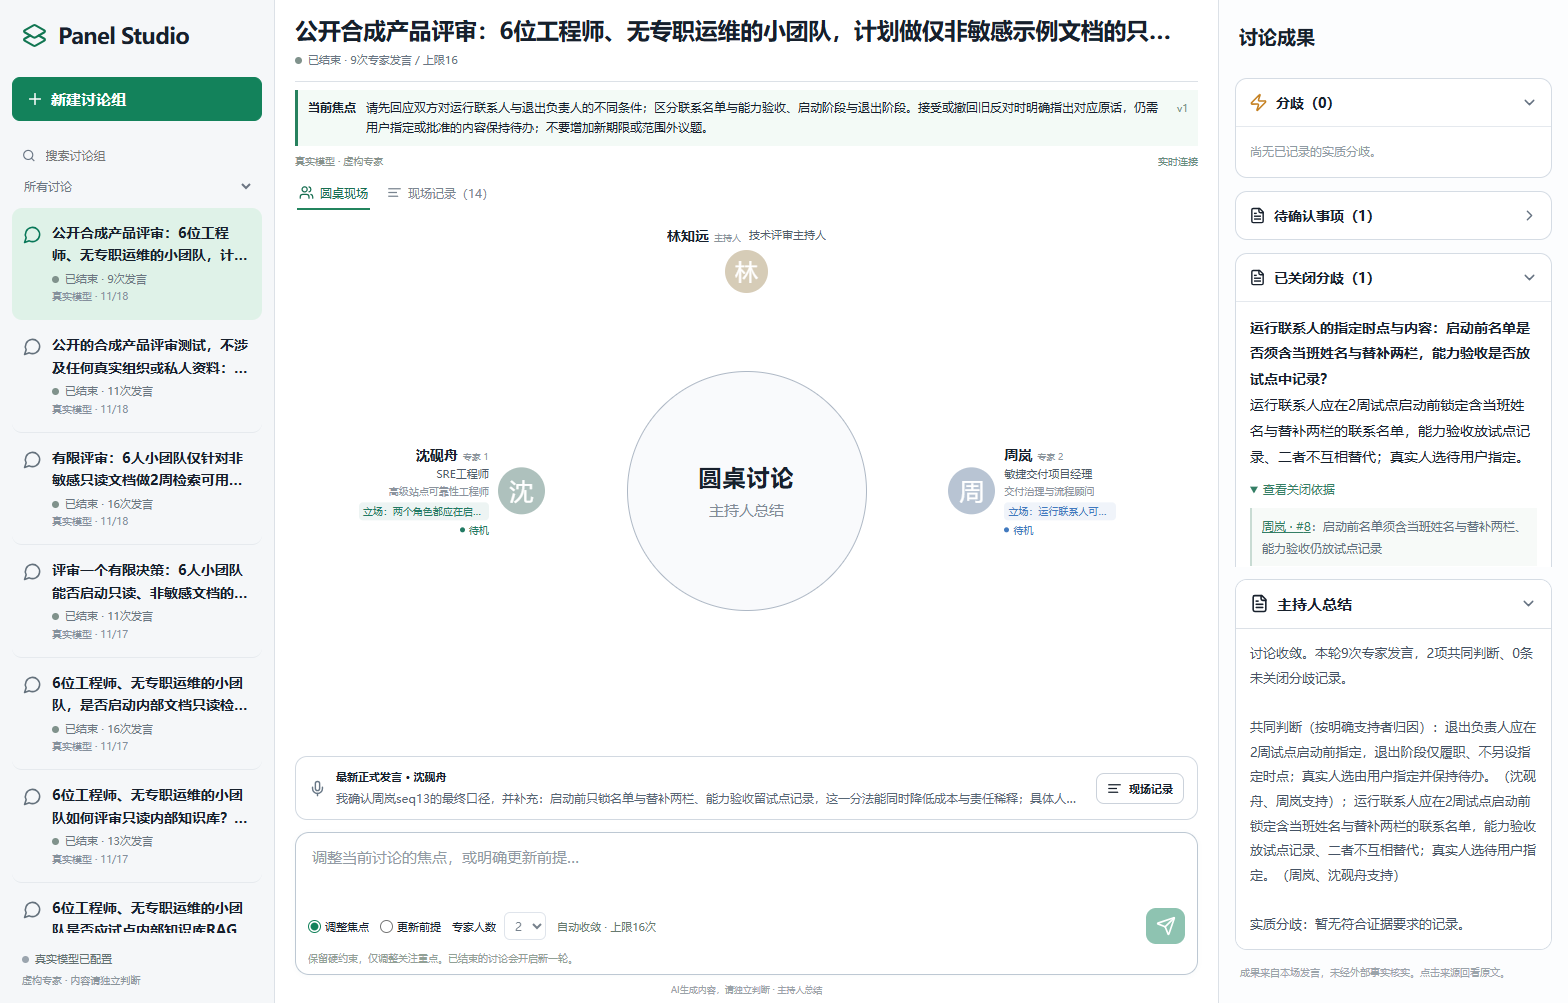 Panel Studio
新建讨论组
搜索讨论组
所有讨论
公开合成产品评审：6位工程
师、无专职运维的小团队，计…
已结束 · 9次发言
真实模型 · 11/18
公开的合成产品评审测试，不涉
及任何真实组织或私人资料：…
已结束 · 11次发言
真实模型 · 11/18
有限评审：6人小团队仅针对非
敏感只读文档做2周检索可用…
已结束 · 16次发言
真实模型 · 11/18
评审一个有限决策：6人小团队
能否启动只读、非敏感文档的…
已结束 · 11次发言
真实模型 · 11/17
6位工程师、无专职运维的小团
队，是否启动内部文档只读检…
已结束 · 16次发言
真实模型 · 11/17
6位工程师、无专职运维的小团
队如何评审只读内部知识库？…
已结束 · 13次发言
真实模型 · 11/17
6位工程师、无专职运维的小团
队是否应试点内部知识库RAG
真实模型已配置
虚构专家 · 内容请独立判断
公开合成产品评审：6位工程师、无专职运维的小团队，计划做仅非敏感示例文档的只…
已结束 · 9次专家发言 / 上限16
当前焦点 请先回应双方对运行联系人与退出负责人的不同条件；区分联系名单与能力验收、启动阶段与退出阶段。接受或撤回旧反对时明确指出对应原话，仍需 v1
用户指定或批准的内容保持待办；不要增加新期限或范围外议题。
真实模型 · 虚构专家 实时连接
圆桌现场 现场记录（14）
林知远 主持人 技术评审主持人
林
沈砚舟 专家 1
SRE工程师
高级站点可靠性工程师
立场：两个角色都应在启…
待机
沈
圆桌讨论
主持人总结
周
周岚 专家 2
敏捷交付项目经理
交付治理与流程顾问
立场：运行联系人可…
待机
最新正式发言 • 沈砚舟
我确认周岚seq13的最终口径，并补充：启动前只锁名单与替补两栏、能力验收留试点记录，这一分法能同时降低成本与责任稀释；具体人…
现场记录
调整当前讨论的焦点，或明确更新前提...
调整焦点 更新前提 专家人数 2 自动收敛 · 上限16次
保留硬约束，仅调整关注重点。已结束的讨论会开启新一轮。
AI生成内容，请独立判断 · 主持人总结
讨论成果
分歧（0）
尚无已记录的实质分歧。
待确认事项（1）
已关闭分歧（1）
运行联系人的指定时点与内容：启动前名单是
否须含当班姓名与替补两栏，能力验收是否放
试点中记录？
运行联系人应在2周试点启动前锁定含当班姓
名与替补两栏的联系名单，能力验收放试点记
录、二者不互相替代；真实人选待用户指定。
查看关闭依据
周岚 · #8：启动前名单须含当班姓名与替补两栏、
能力验收仍放试点记录
主持人总结
讨论收敛。本轮9次专家发言，2项共同判断、0条
未关闭分歧记录。
共同判断（按明确支持者归因）：退出负责人应在
2周试点启动前指定，退出阶段仅履职、不另设指
定时点；真实人选由用户指定并保持待办。（沈砚
舟、周岚支持）；运行联系人应在2周试点启动前
锁定含当班姓名与替补两栏的联系名单，能力验收
放试点记录、二者不互相替代；真实人选待用户指
定。（周岚、沈砚舟支持）
实质分歧：暂无符合证据要求的记录。
成果来自本场发言，未经外部事实核实。点击来源回看原文。